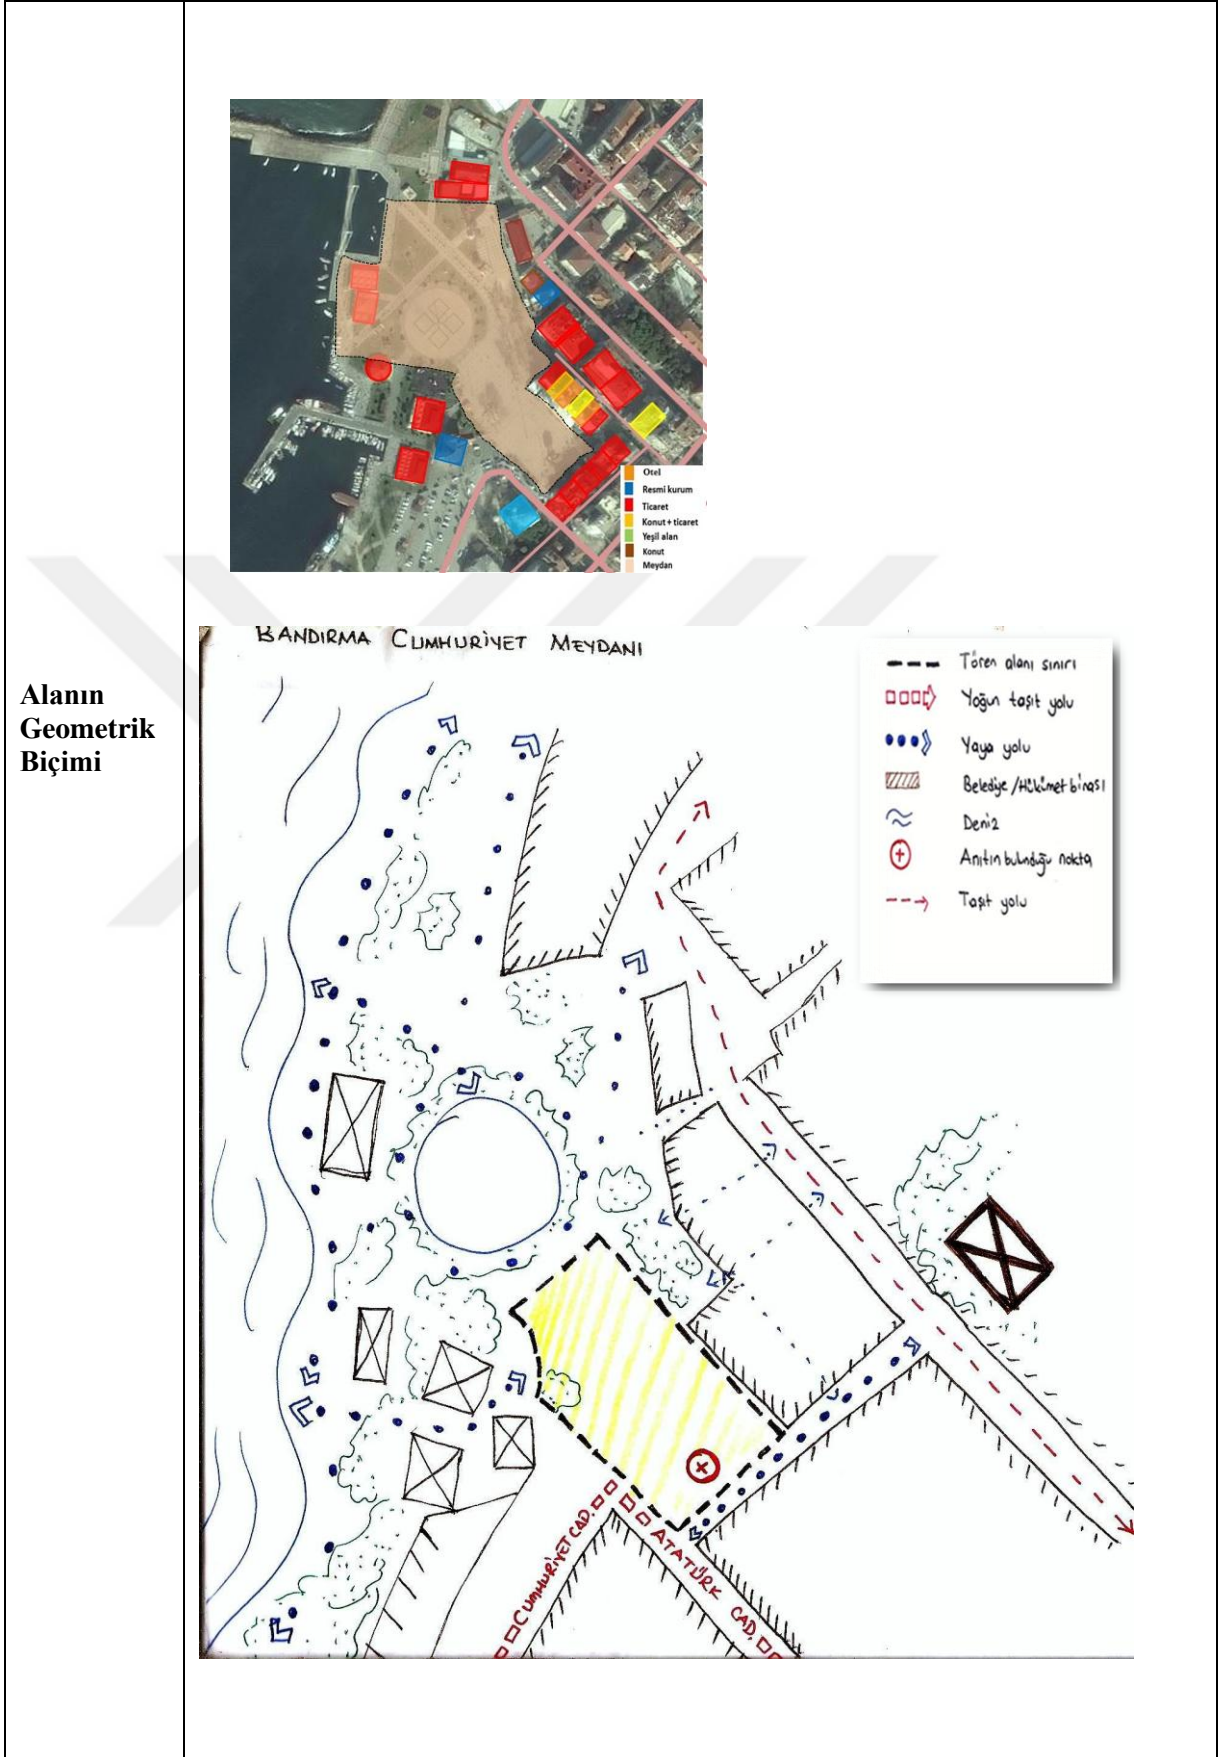 Otel
Resmi kurum
Ticaret
Konut + ticaret
Yeşil alan
Konut
Meydan
Alanın
Geometrik
Biçimi
BANDIRMA CUMHURİYET MEYDANI
Tören alanı sınırı
Yoğun taşıt yolu
Yaya yolu
Belediye/Hükümet binası
Deniz
Anıtın bulunduğu nokta
Taşıt yolu
CUMHURİYET CAD.
ATATÜRK CAD.